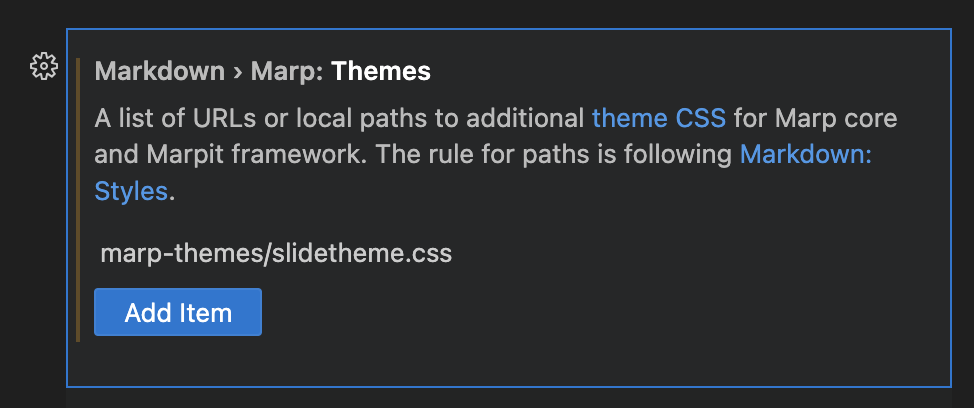 Markdown › Marp: Themes
A list of URLs or local paths to additional theme CSS for Marp core
and Marpit framework. The rule for paths is following Markdown:
Styles.
marp-themes/slidetheme.css
Add Item